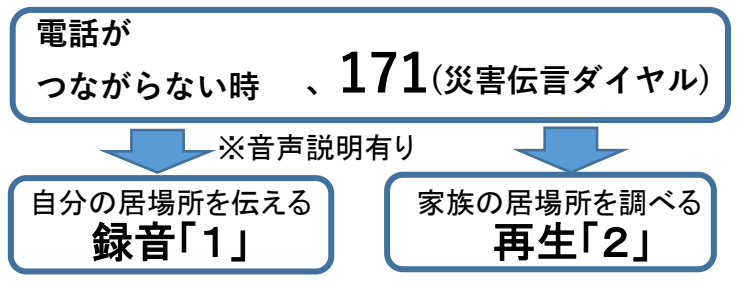 電話が
つながらない時　、171(災害伝言ダイヤル)
※音声説明有り
自分の居場所を伝える
録音「1」
家族の居場所を調べる
再生「2」